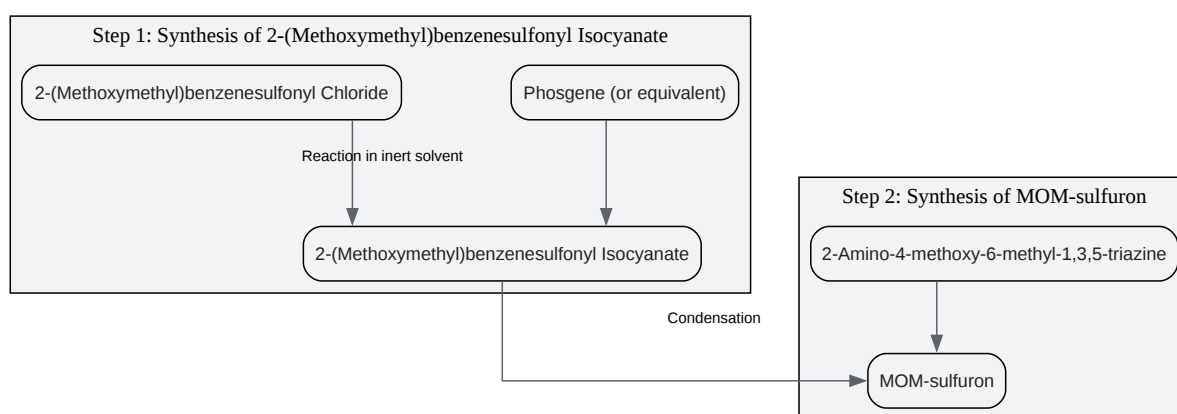 Step 1: Synthesis of 2-(Methoxymethyl)benzenesulfonyl Isocyanate
2-(Methoxymethyl)benzenesulfonyl Chloride
Phosgene (or equivalent)
Reaction in inert solvent
2-(Methoxymethyl)benzenesulfonyl Isocyanate
Step 2: Synthesis of MOM-sulfuron
2-Amino-4-methoxy-6-methyl-1,3,5-triazine
Condensation
MOM-sulfuron